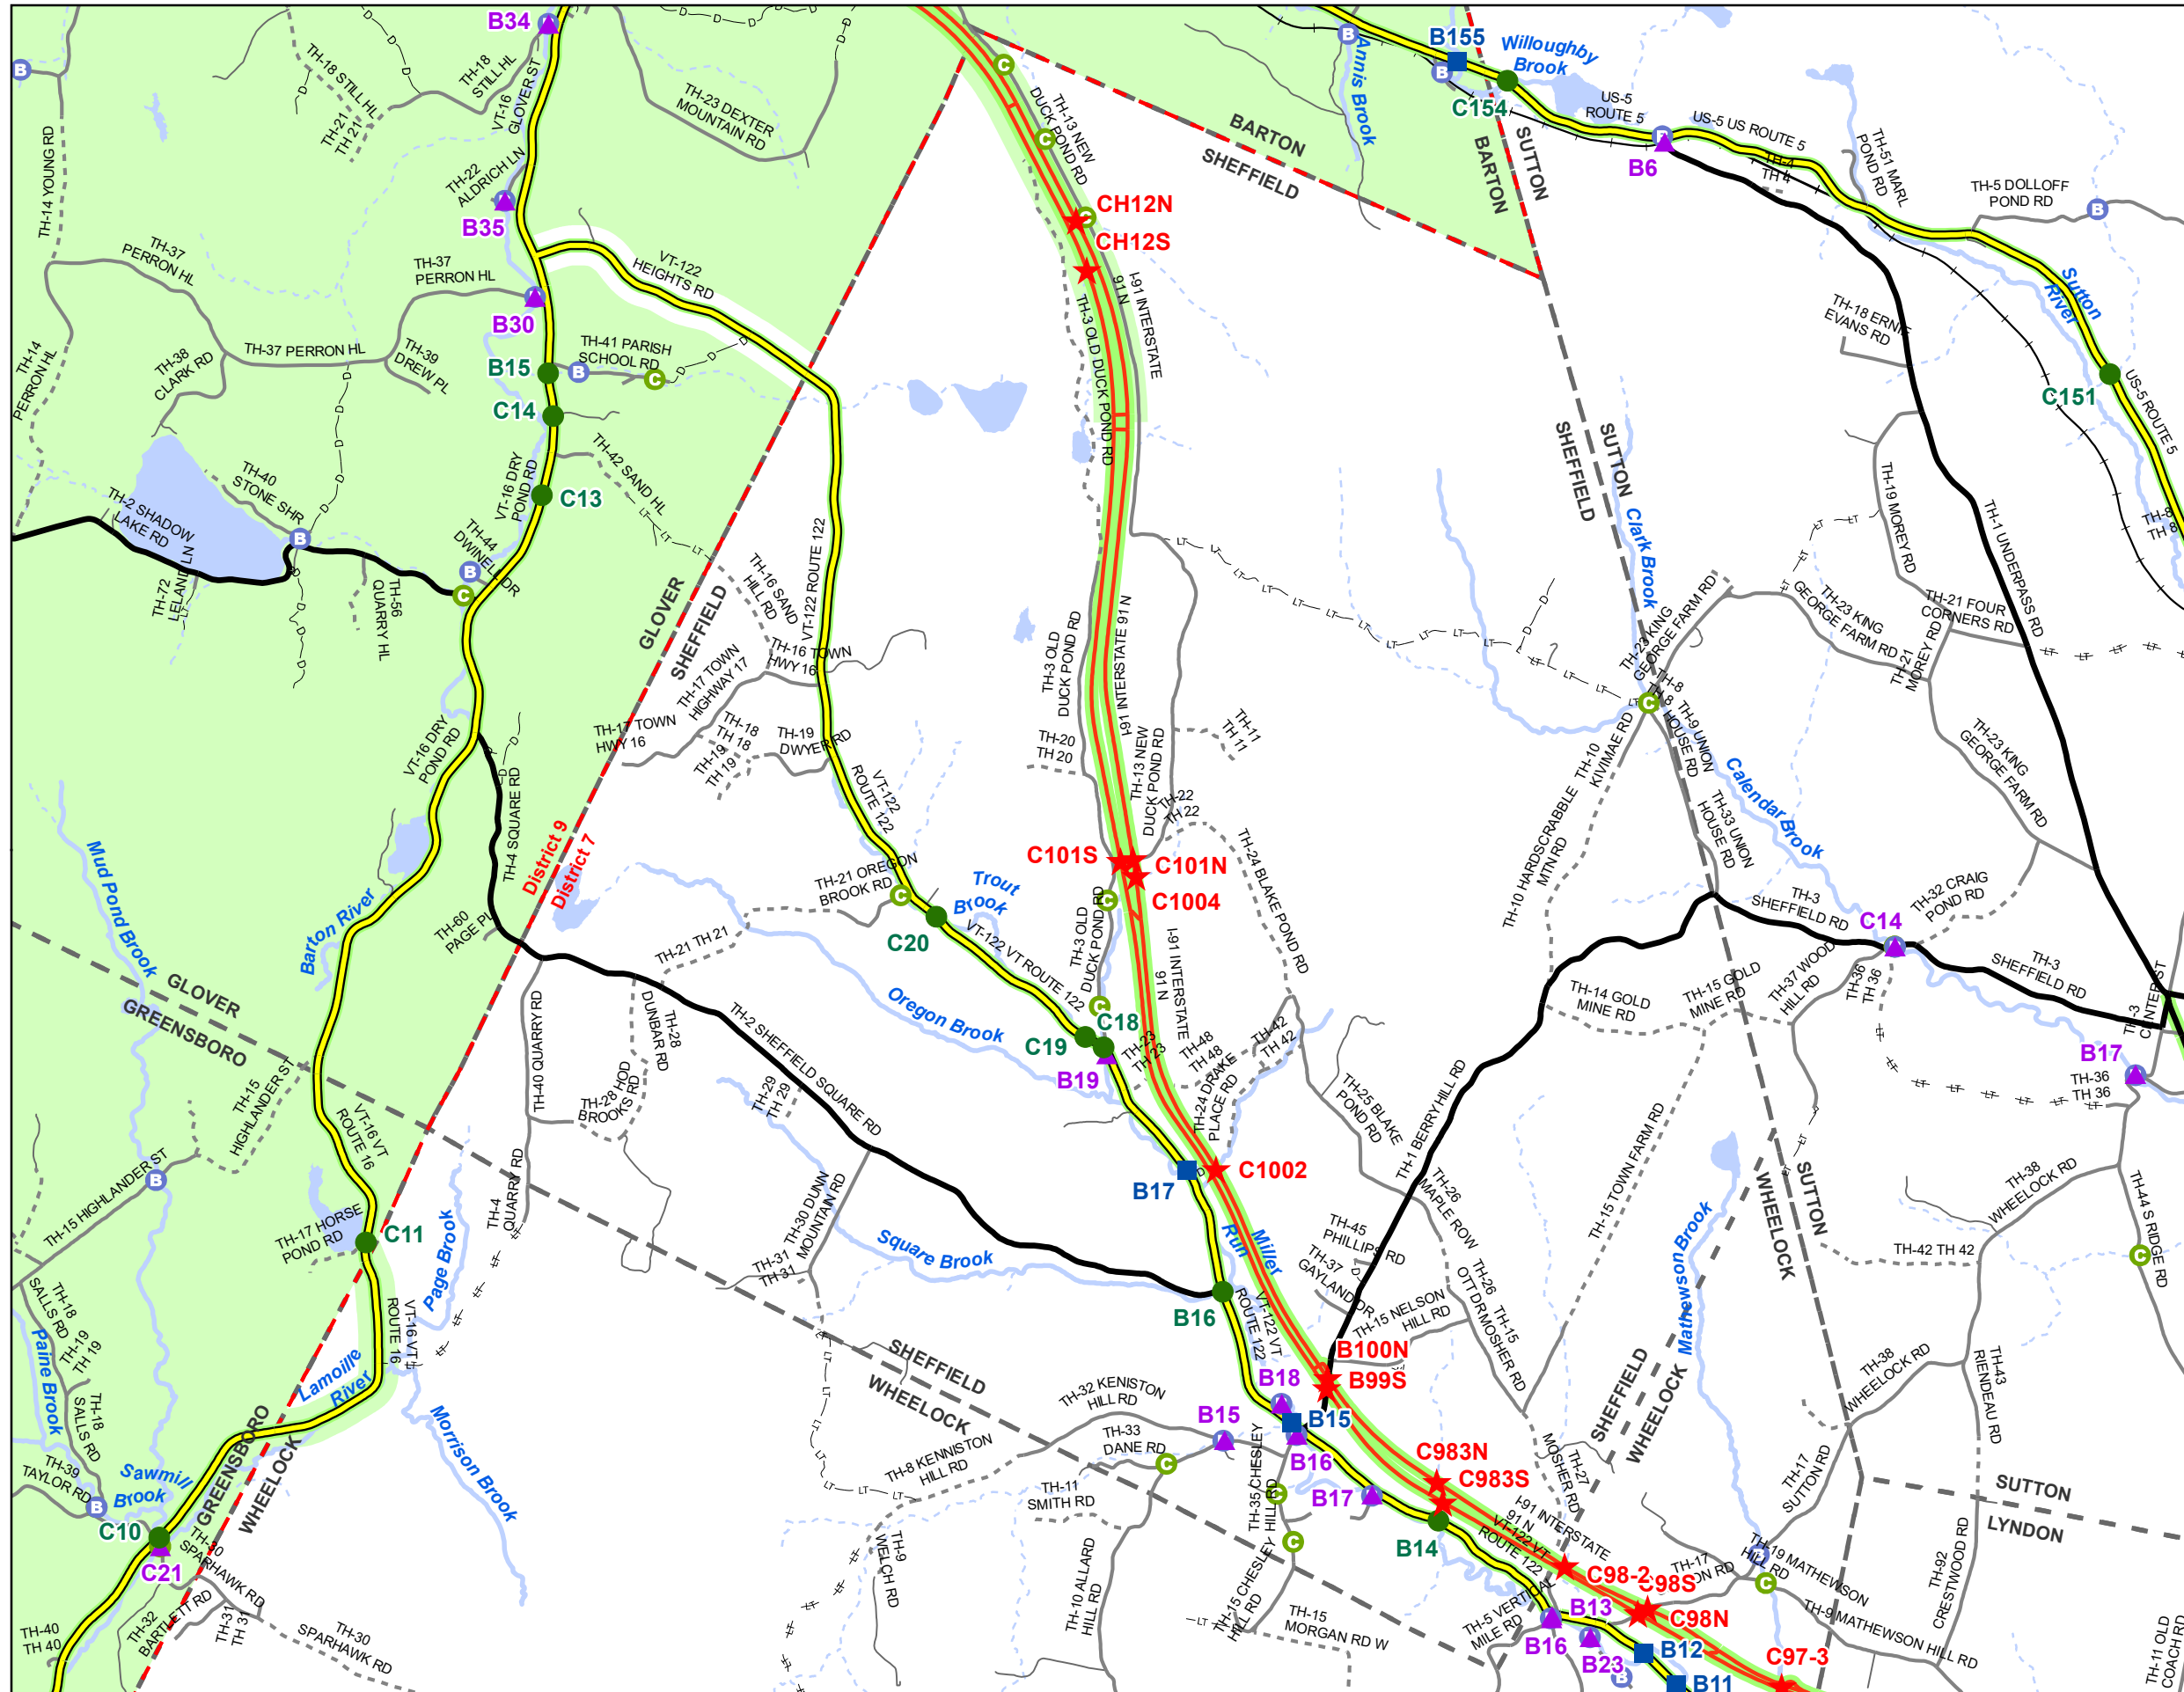 B34
B155
Willoughby
Brook
Annis Brook
C154
US-5
ROUTE 5
US-5 US ROUTE 5
B6
TH-4
TH 4
TH-51 MARL
POND RD
TH-5 DOLLOFF
POND RD
TH-18 STILL HL
TH-18
STILL HL
VT-16
GLOVER ST
TH-21
TH 21
TH-23 DEXTER
MOUNTAIN RD
TH-13 NEW
DUCK POND RD
BARTON
SHEFFIELD
BARTON
SUTTON
TH-14 YOUNG RD
TH-22
ALDRICH LN
B35
CH12N
CH12S
TH-37
PERRON HL
TH-37
PERRON HL
VT-122
HEIGHTS RD
I-91 INTERSTATE
91 N
Sutton
River
B30
TH-14
PERRON HL
TH-38
CLARK RD
TH-37 PERRON HL
TH-39
DREW PL
B15
TH-41 PARISH
SCHOOL RD
TH-3 OLD DUCK POND RD
TH-18 ERNIE
EVANS RD
C14
C151
US-5 ROUTE 5
TH-40
STONE SHR
TH-42 SAND HL
VT-16 DRY
POND RD
C13
SUTTON
SHEFFIELD
TH-19 MOREY RD
TH-1 UNDERPASS RD
TH-8
TH 8
TH-2 SHADOW
LAKE RD
TH-44
DWINELL DR
Clark Brook
TH-72
LELAND LN
TH-56
QUARRY HL
GLOVER
SHEFFIELD
TH-16 SAND
HILL RD
VT-122 ROUTE 122
TH-3 OLD
DUCK POND RD
I-91 INTERSTATE 91 N
TH-23 KING
GEORGE FARM RD
TH-23 KING
GEORGE FARM RD
TH-21 FOUR
CORNERS RD
TH-21
MOREY RD
TH-17 TOWN
HIGHWAY 17
TH-16 TOWN
HWY 16
TH-8
TH 8
TH-17 TOWN
HWY 16
TH-18
TH 18
TH-19
TH 19
TH-19
DWYER RD
TH-20
TH 20
TH-11
TH 11
TH-9 UNION
HOUSE RD
TH-23 KING
GEORGE FARM RD
VT-16 DRY
POND RD
TH-4 SQUARE RD
VT-122
ROUTE 122
TH-13 NEW
DUCK POND RD
TH-22
TH 22
TH-10
KIVIMAE RD
Calendar Brook
TH-33 UNION
HOUSE RD
TH-10 HARDSCRABBLE
MTN RD
Mud Pond Brook
Barton River
District 9
District 7
C101S
C101N
C1004
TH-24 BLAKE POND RD
TH-60
PAGE PL
TH-21 OREGON
BROOK RD
Trout
Brook
C20
TH-3
SHEFFIELD RD
C14
TH-32 CRAIG
POND RD
TH-21 TH 21
VT-122 VT ROUTE 122
TH-3 OLD
DUCK POND RD
I-91 INTERSTATE
91 N
TH-3
SHEFFIELD RD
GLOVER
GREENSBORO
TH-14 GOLD
MINE RD
TH-15 GOLD
MINE RD
TH-37 WOOD
HILL RD
TH-36
TH 36
TH-3
Oregon Brook
TH-40 QUARRY RD
TH-28
DUNBAR RD
TH-2 SHEFFIELD SQUARE RD
C18
C19
B19
TH-23
TH 23
TH-48
TH 48
TH-42
TH 42
B17
TH-36
TH 36
TH-15
HIGHLANDER ST
VT-16 VT
ROUTE 16
TH-28 HOD
BROOKS RD
TH-29
TH 29
TH-24 DRAKE
PLACE RD
TH-25 BLAKE
POND RD
TH-1 BERRY HILL RD
TH-15 TOWN FARM RD
TH-15 HIGHLANDER ST
C1002
B17
TH-26
MAPLE ROW
WHEELOCK
SUTTON
TH-38
WHEELOCK RD
TH-44 S RIDGE RD
TH-17 HORSE
POND RD
C11
Page Brook
TH-4
QUARRY RD
TH-30 DUNN
MOUNTAIN RD
TH-31
TH-31
Square Brook
Miller
Run
TH-45
PHILLIPS RD
TH-37
GAYLAND DR
TH-42 TH 42
Mathewson Brook
TH-18
SALLS RD
TH-19
TH 19
VT-16 VT
ROUTE 16
B16
VT-122 VT
ROUTE 122
TH-15 NELSON
HILL RD
TH-26
OTT DR
TH-15
MOSHER RD
Paine Brook
Lamoille
River
SHEFFIELD
WHEELOCK
B100N
B99S
SHEFFIELD
WHEELOCK
TH-38
WHEELOCK RD
TH-43
RIENDEAU RD
TH-18
SALLS RD
Morrison Brook
TH-32 KENISTON
HILL RD
B18
B15
B15
B16
TH-33
DANE RD
TH-39
TAYLOR RD
Sawmill
Brook
GREENSBORO
WHEELOCK
TH-8 KENNISTON
HILL RD
TH-11
SMITH RD
TH-35 CHESLEY
HILL RD
B17
C983N
C983S
MOSHER RD
TH-27
TH-17
SUTTON RD
SUTTON
LYNDON
C10
C21
TH-30
SPARHAWK RD
TH-9
WELCH RD
TH-10 ALLARD
HILL RD
TH-15 CHESLEY
HILL RD
B14
I-91 INTERSTATE
91 N
VT-122 VT
ROUTE 122
C98-2
C98S
TH-17
C98N
TH-19 MATHEWSON
HILL RD
TH-9 MATHEWSON HILL RD
TH-92
CRESTWOOD RD
TH-40
TH 40
TH-32
BARTLETT RD
TH-31
TH 31
TH-30
SPARHAWK RD
TH-15
MORGAN RD W
TH-5 VERTICAL
MILE RD
B13
B16
B23
B12
B11
C97-3
TH-11 OLD
COACH RD